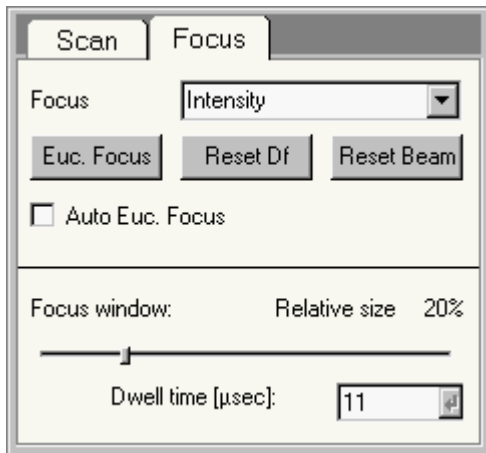 Scan Focus
Focus Intensity
Euc. Focus Reset Df Reset Beam
Auto Euc. Focus
Focus window: Relative size 20%
Dwell time [µsec]: 11